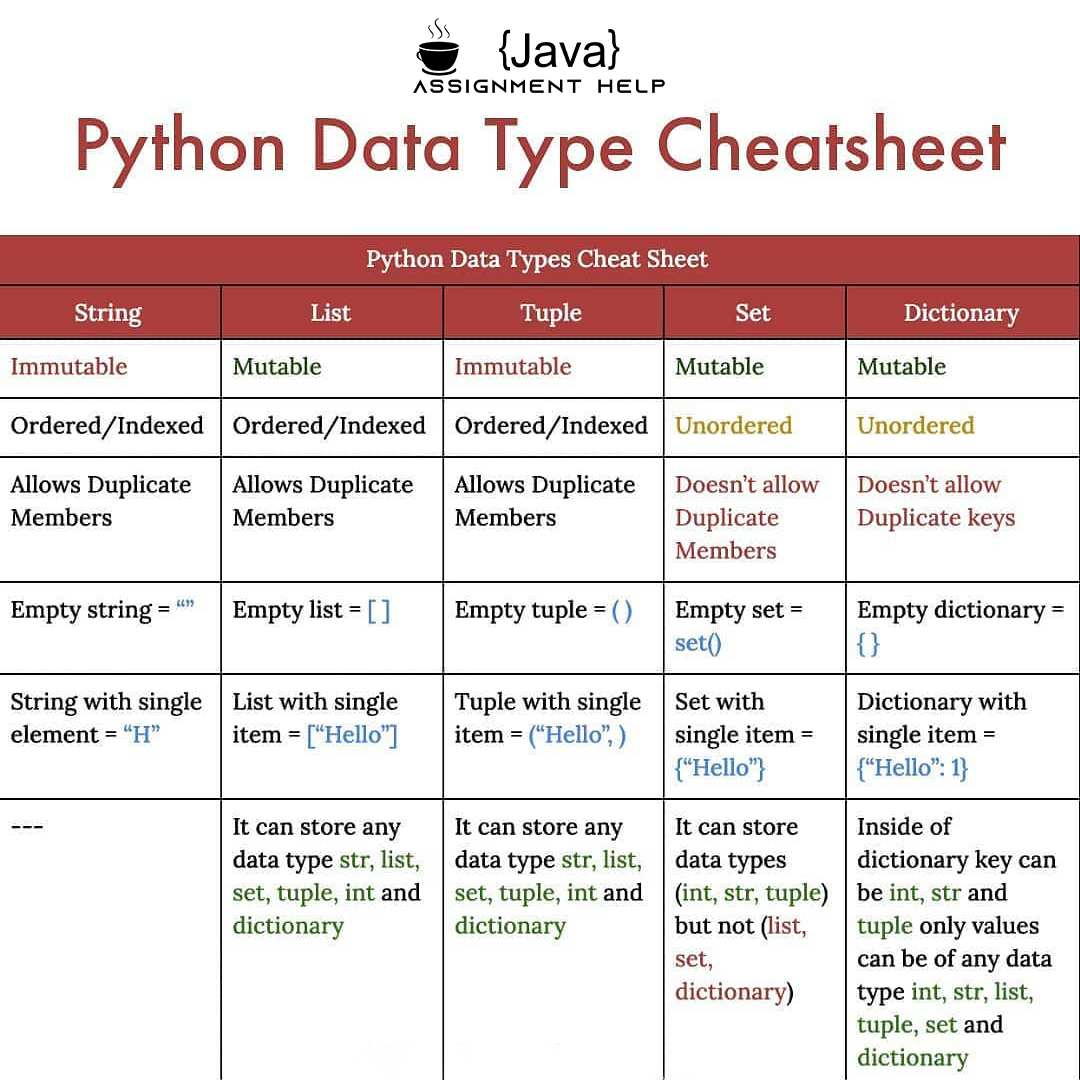 {Java}
ASSIGNMENT HELP
Python Data Type Cheatsheet
Python Data Types Cheat Sheet
String
List
Tuple
Set
Dictionary
Immutable
Mutable
Immutable
Mutable
Mutable
Ordered/Indexed
Ordered/Indexed
Ordered/Indexed
Unordered
Unordered
Allows Duplicate
Members
Allows Duplicate
Members
Allows Duplicate
Members
Doesn’t allow
Duplicate
Members
Doesn’t allow
Duplicate keys
Empty string = “”
Empty list = [ ]
Empty tuple = ( )
Empty set =
set()
Empty dictionary =
{ }
String with single
element = “H”
List with single
item = [“Hello”]
Tuple with single
item = (“Hello”, )
Set with
single item =
{“Hello”}
Dictionary with
single item =
{“Hello”: 1}
---
It can store any
data type str, list,
set, tuple, int and
dictionary
It can store any
data type str, list,
set, tuple, int and
dictionary
It can store
data types
(int, str, tuple)
but not (list,
set,
dictionary)
Inside of
dictionary key can
be int, str and
tuple only values
can be of any data
type int, str, list,
tuple, set and
dictionary